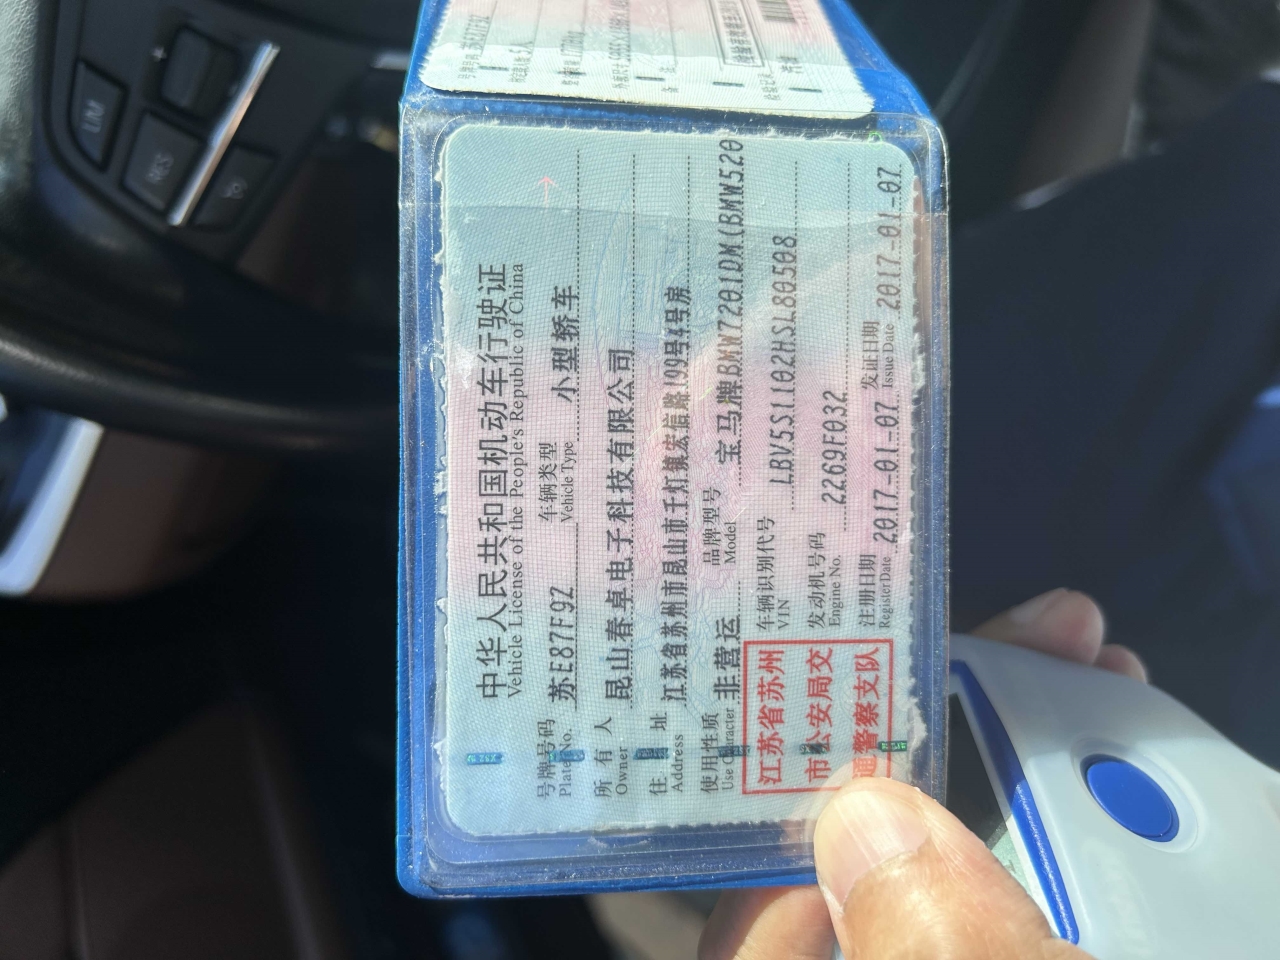 中华人民共和国机动车行驶证
Vehicle License of the People's Republic of China
号牌号码 苏E87F9Z 车辆类型 小型轿车
Plate No. Vehicle Type
所有人 昆山春卓电子科技有限公司
Owner
住址 江苏省苏州市昆山市千灯镇宏信路199号4号房
Address
使用性质 非营运 品牌型号 宝马牌BMW7201DM(BMW520
Use Character Model
江苏省苏州
市公安局交
通警察支队
车辆识别代号 LBV5S1102HSL80508
VIN
发动机号码 2269F032
Engine No.
注册日期 2017-01-07 发证日期 2017-01-07
Register Date Issue Date
LIM
RES